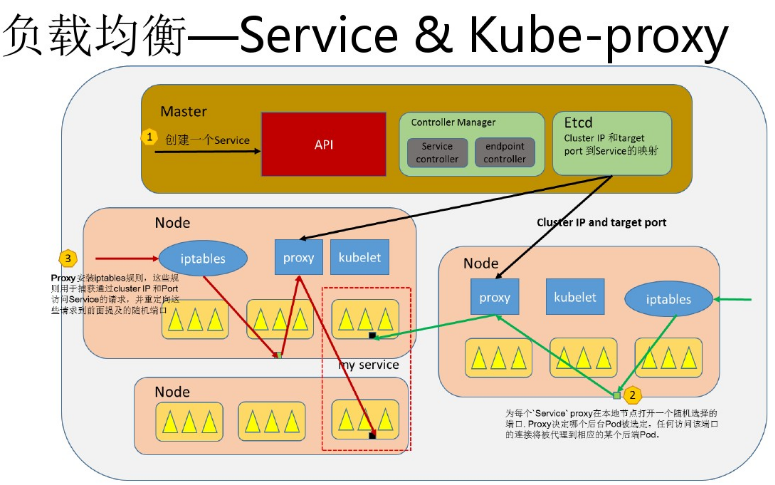 负载均衡—Service & Kube-proxy
Master
1
创建一个Service
API
Controller Manager
Service
controller
endpoint
controller
Etcd
Cluster IP 和target
port 到Service的映射
Node
Cluster IP and target port
3
iptables
proxy
kubelet
Proxy安装iptables规则，这些规
则用于捕获通过cluster IP 和Port
访问Service的请求，并重定向这
些请求到前面提及的随机端口
Node
proxy
kubelet
iptables
my service
Node
2
为每个`Service` proxy在本地节点打开一个随机选择的
端口. Proxy决定哪个后台Pod被选定，任何访问该端口
的连接将被代理到相应的某个后端Pod。